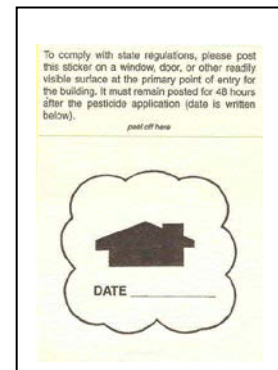 To comply with state regulations, please post
this sticker on a window, door, or other readily
visible surface at the primary point of entry for
the building. It must remain posted for 48 hours
after the pesticide application (date is written
below).
peel off here
DATE